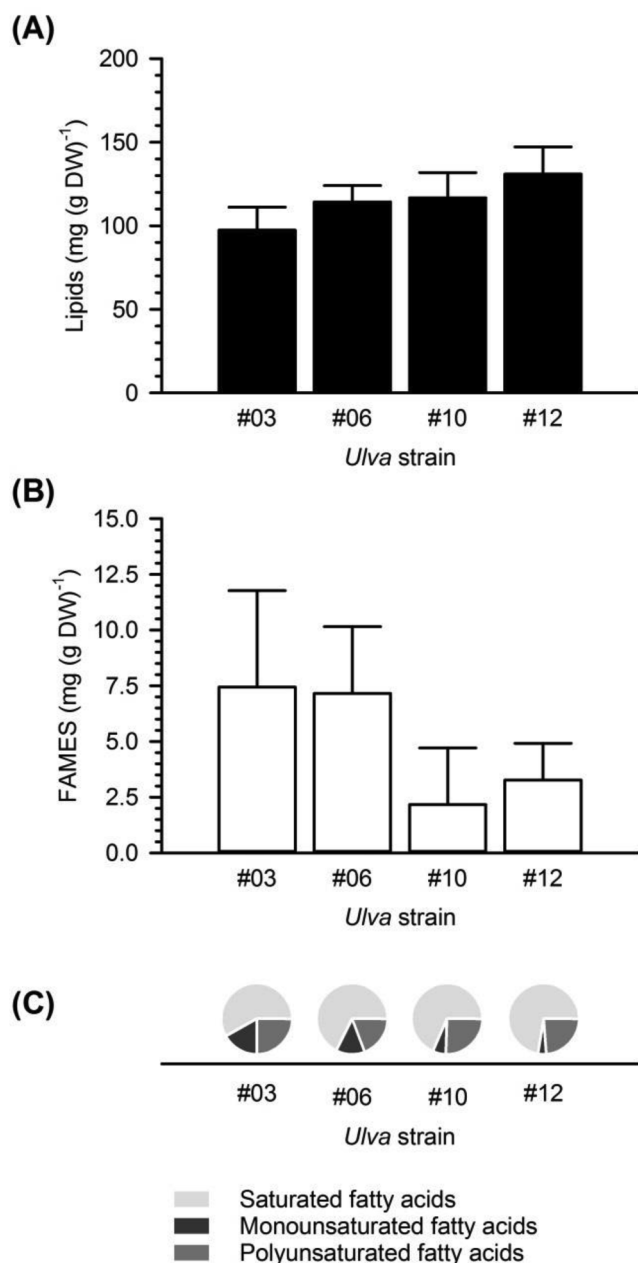 (A)
200
150
100
50
0
Lipids (mg (g DW)⁻¹)
#03 #06 #10 #12
Ulva strain
(B)
15.0
12.5
10.0
7.5
5.0
2.5
0.0
FAMES (mg (g DW)⁻¹)
#03 #06 #10 #12
Ulva strain
(C)
#03 #06 #10 #12
Ulva strain
Saturated fatty acids
Monounsaturated fatty acids
Polyunsaturated fatty acids